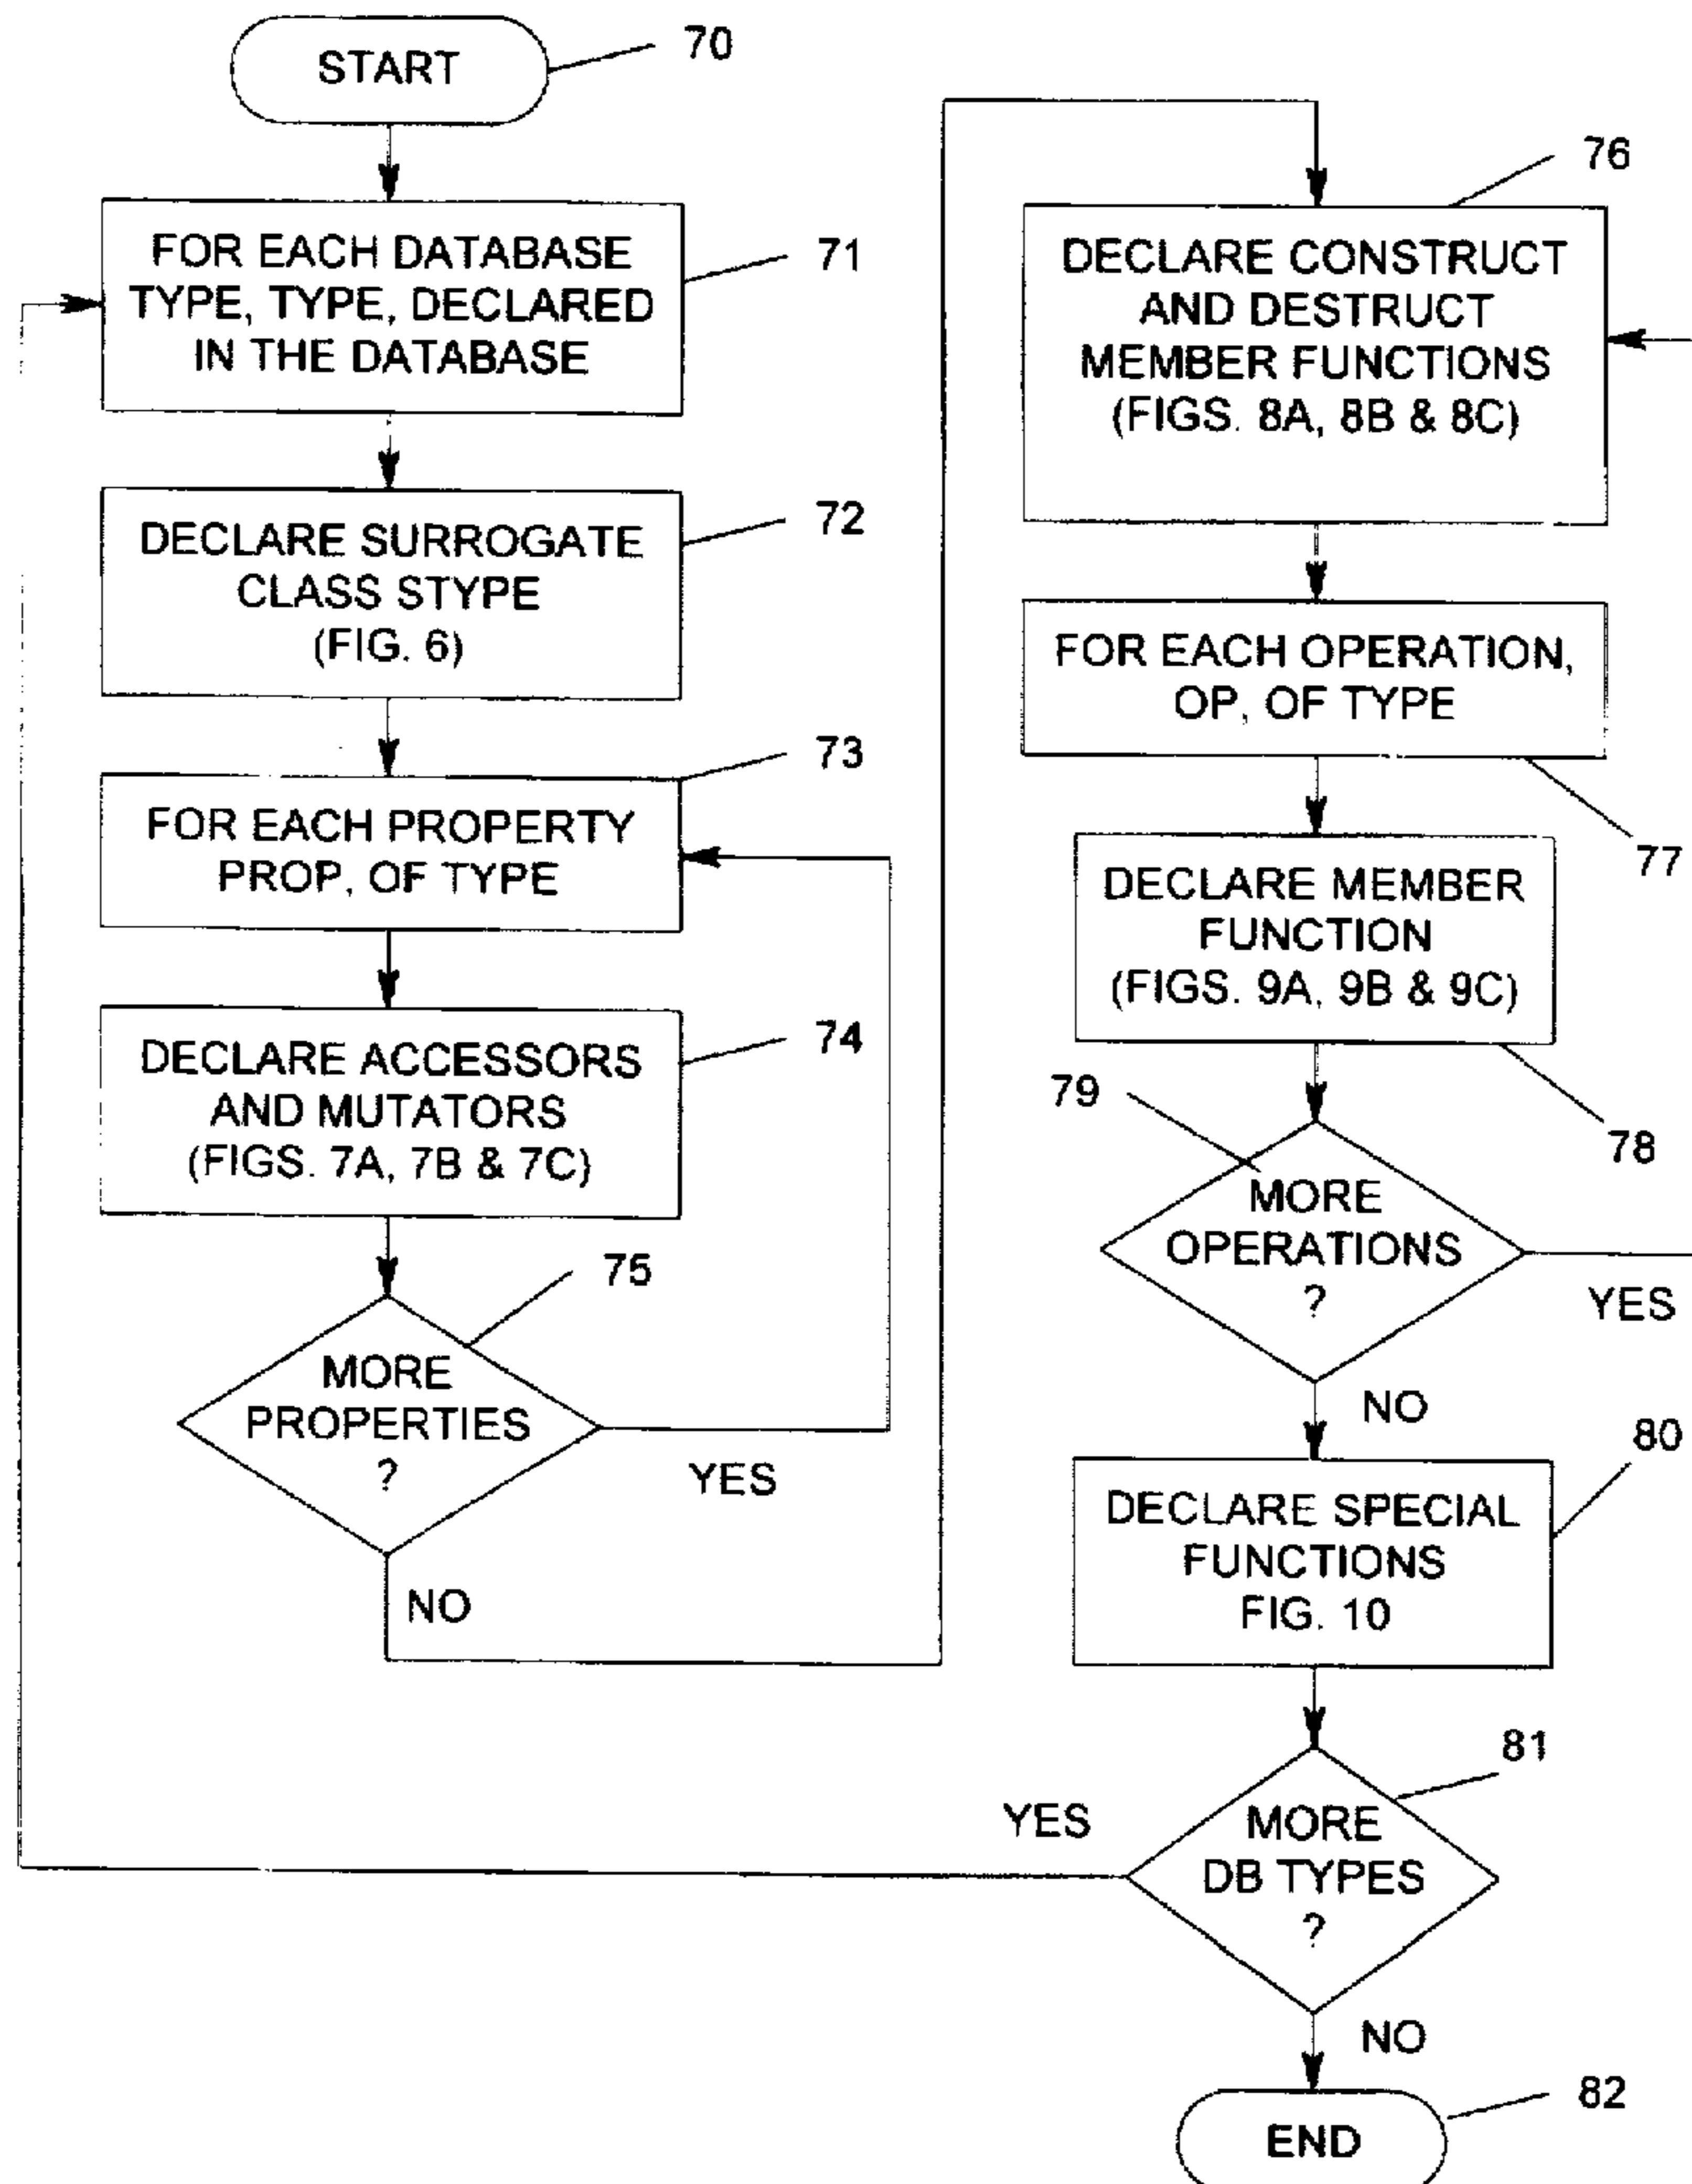 START
70
FOR EACH DATABASE
TYPE, TYPE, DECLARED
IN THE DATABASE
71
DECLARE SURROGATE
CLASS STYPE
(FIG. 6)
72
FOR EACH PROPERTY
PROP, OF TYPE
73
DECLARE ACCESSORS
AND MUTATORS
(FIGS. 7A, 7B & 7C)
74
MORE
PROPERTIES
?
75
YES
NO
DECLARE CONSTRUCT
AND DESTRUCT
MEMBER FUNCTIONS
(FIGS. 8A, 8B & 8C)
76
FOR EACH OPERATION,
OP, OF TYPE
77
DECLARE MEMBER
FUNCTION
(FIGS. 9A, 9B & 9C)
78
79
MORE
OPERATIONS
?
YES
NO
DECLARE SPECIAL
FUNCTIONS
FIG. 10
80
MORE
DB TYPES
?
81
YES
NO
END
82